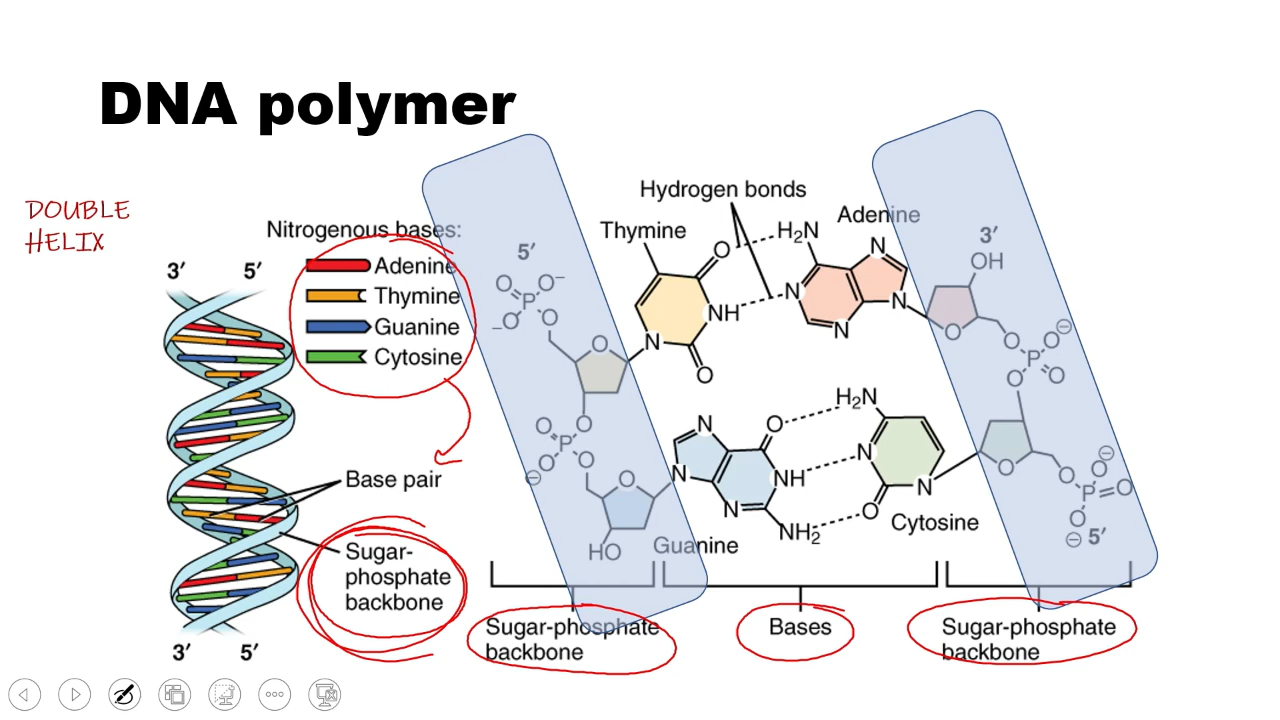 DNA polymer
DOUBLE
HELIX
3′ 5′
Nitrogenous bases:
Adenine
Thymine
Guanine
Cytosine
Base pair
Sugar-
phosphate
backbone
3′ 5′
Hydrogen bonds
Thymine
Adenine
5′
O
O⁻
P
⁻O
O
O
O
NH
N
O
H₂N
N
N
N
N
3′
OH
O
O
P
O⁻
O
O
O
P
O
O
⊖
O
HO
N
N
O
NH
N
NH₂
H₂N
N
O
N
O
O
P
O⊖
O
O
⊖ 5′
Guanine
Cytosine
Sugar-phosphate
backbone
Bases
Sugar-phosphate
backbone